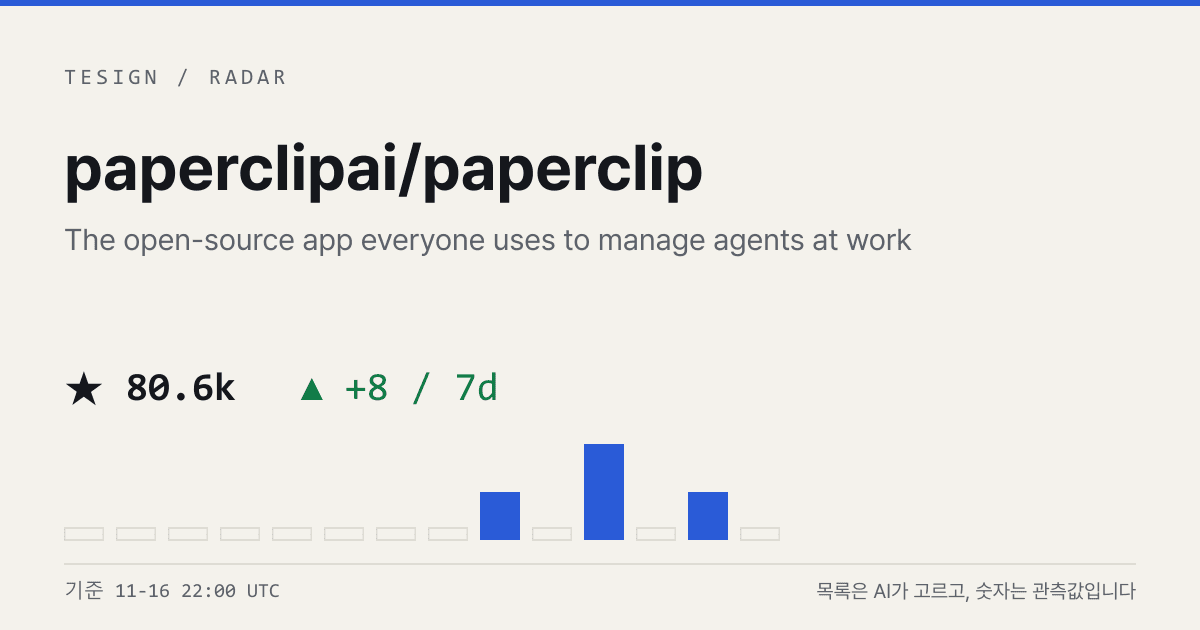 TESIGN / RADAR
paperclipai/paperclip
The open-source app everyone uses to manage agents at work
★ 80.6k ▲ +8 / 7d
기준 11-16 22:00 UTC
목록은 AI가 고르고, 숫자는 관측값입니다